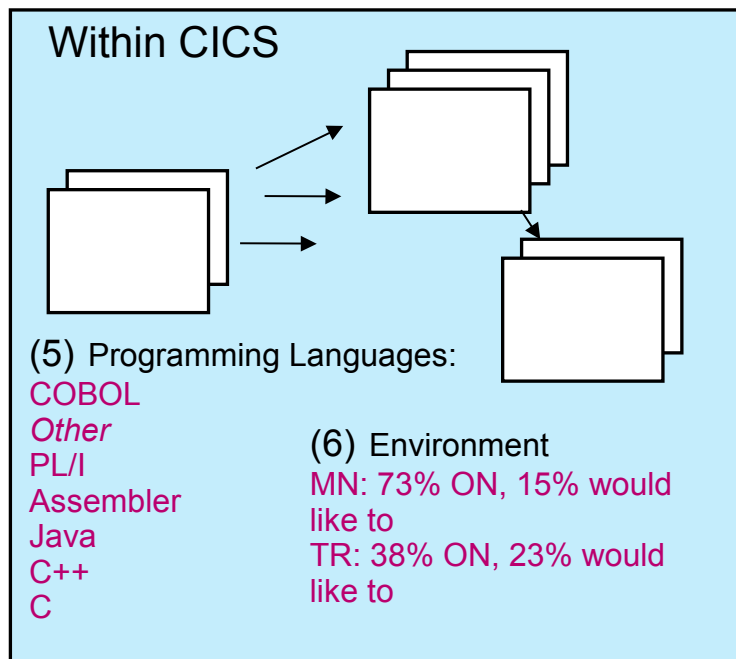 Within CICS
(5) Programming Languages:
COBOL
Other
PL/I
Assembler
Java
C++
C
(6) Environment
MN: 73% ON, 15% would
like to
TR: 38% ON, 23% would
like to